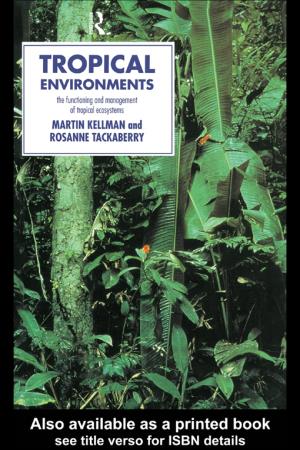 TROPICAL
ENVIRONMENTS
the functioning and management
of tropical ecosystems
MARTIN KELLMAN and
ROSANNE TACKABERRY
Also available as a printed book
see title verso for ISBN details